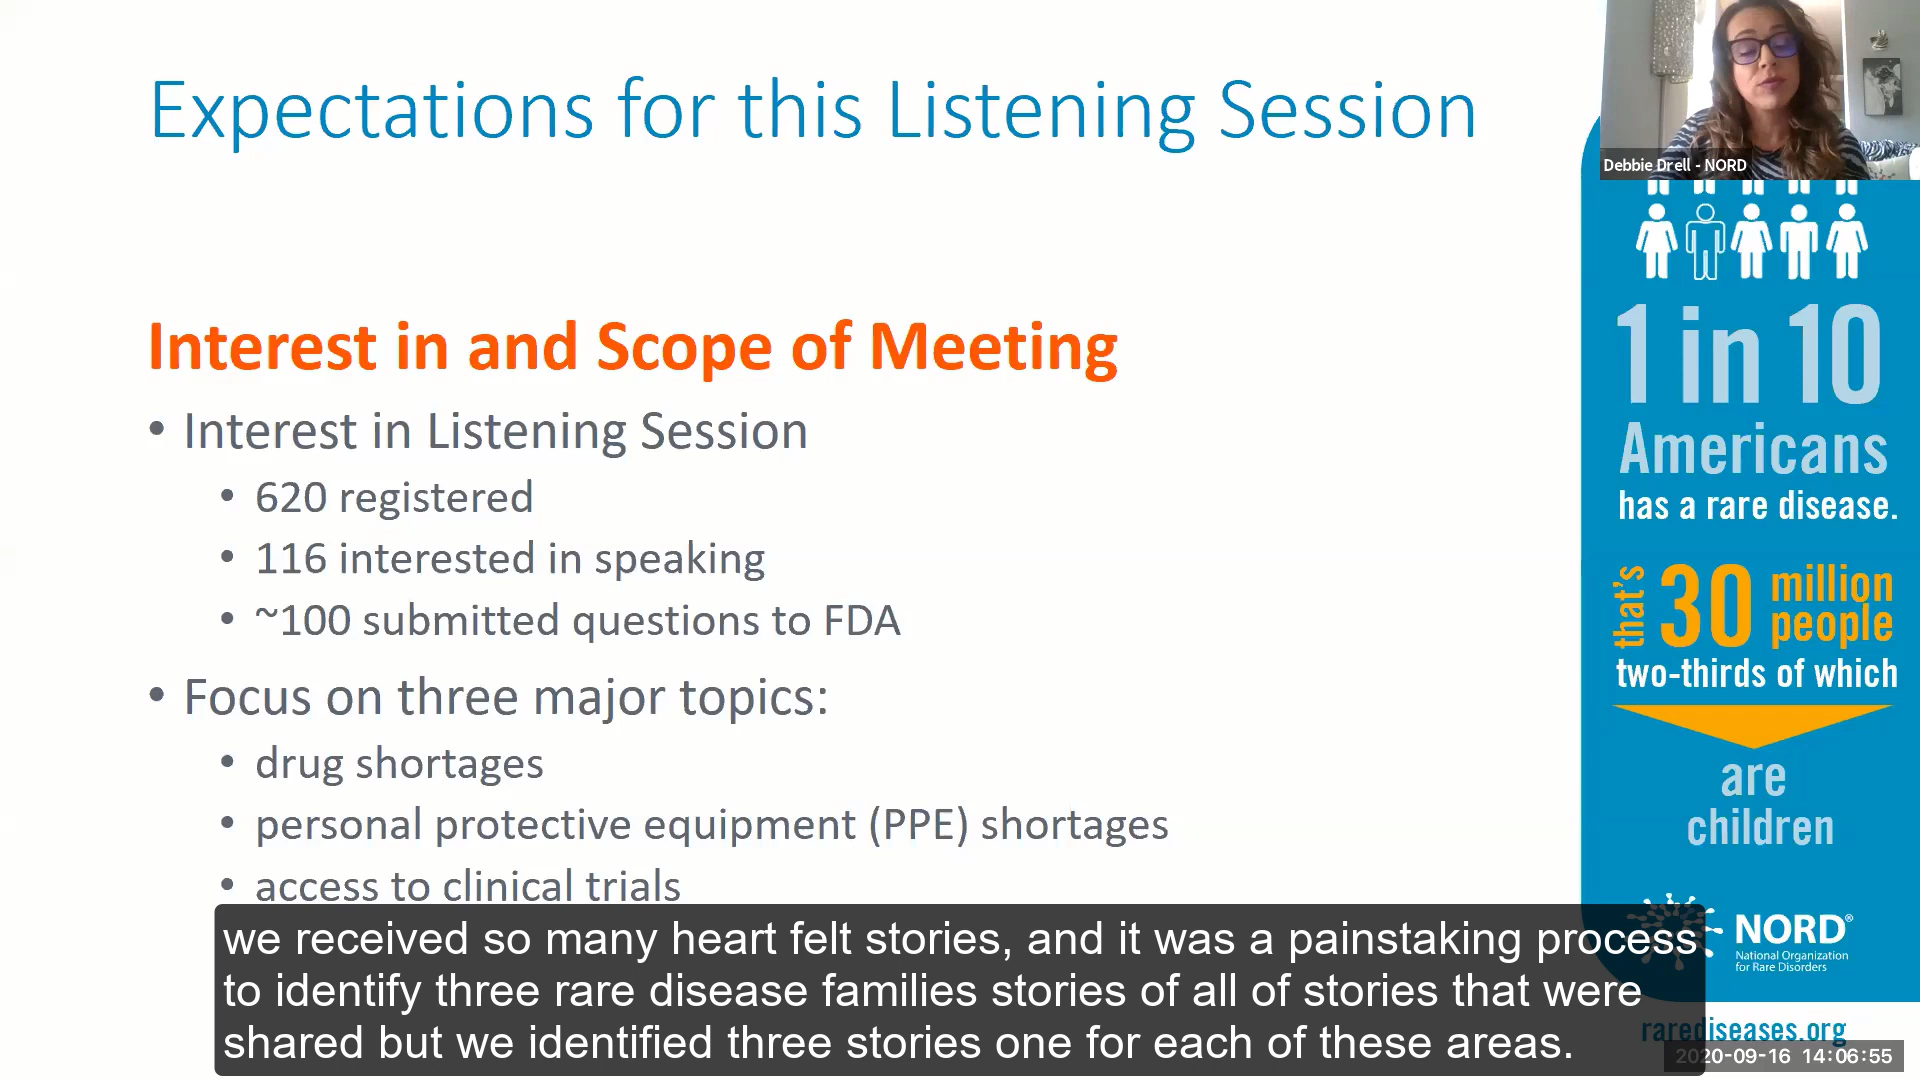 Expectations for this Listening Session
Interest in and Scope of Meeting
• Interest in Listening Session
• 620 registered
• 116 interested in speaking
• ~100 submitted questions to FDA
• Focus on three major topics:
• drug shortages
• personal protective equipment (PPE) shortages
• access to clinical trials
Debbie Drell - NORD
1 in 10
Americans
has a rare disease.
that's 30 million
people
two-thirds of which
are
children
NORD®
National Organization
for Rare Disorders
rarediseases.org
we received so many heart felt stories, and it was a painstaking process
to identify three rare disease families stories of all of stories that were
shared but we identified three stories one for each of these areas.
2020-09-16 14:06:55